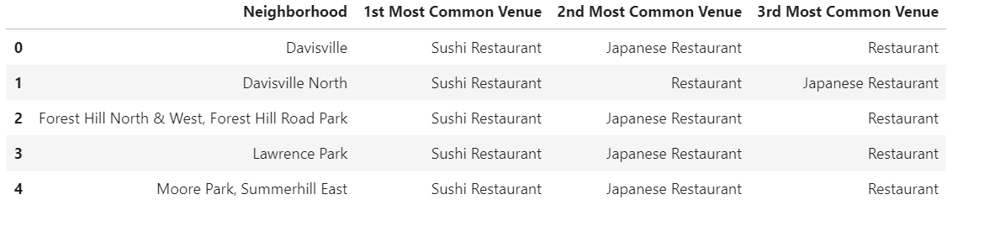 Neighborhood 1st Most Common Venue 2nd Most Common Venue 3rd Most Common Venue
0 Davisville Sushi Restaurant Japanese Restaurant Restaurant
1 Davisville North Sushi Restaurant Restaurant Japanese Restaurant
2 Forest Hill North & West, Forest Hill Road Park Sushi Restaurant Japanese Restaurant Restaurant
3 Lawrence Park Sushi Restaurant Japanese Restaurant Restaurant
4 Moore Park, Summerhill East Sushi Restaurant Japanese Restaurant Restaurant